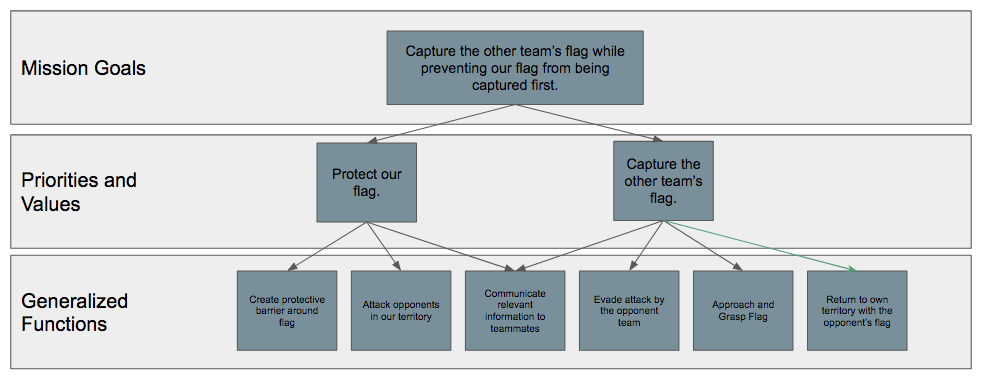 Mission Goals
Capture the other team's flag while
preventing our flag from being
captured first.
Priorities and
Values
Protect our
flag.
Capture the
other team's
flag.
Generalized
Functions
Create protective
barrier around
flag
Attack opponents
in our territory
Communicate
relevant
information to
teammates
Evade attack by
the opponent
team
Approach and
Grasp Flag
Return to own
territory with the
opponent's flag